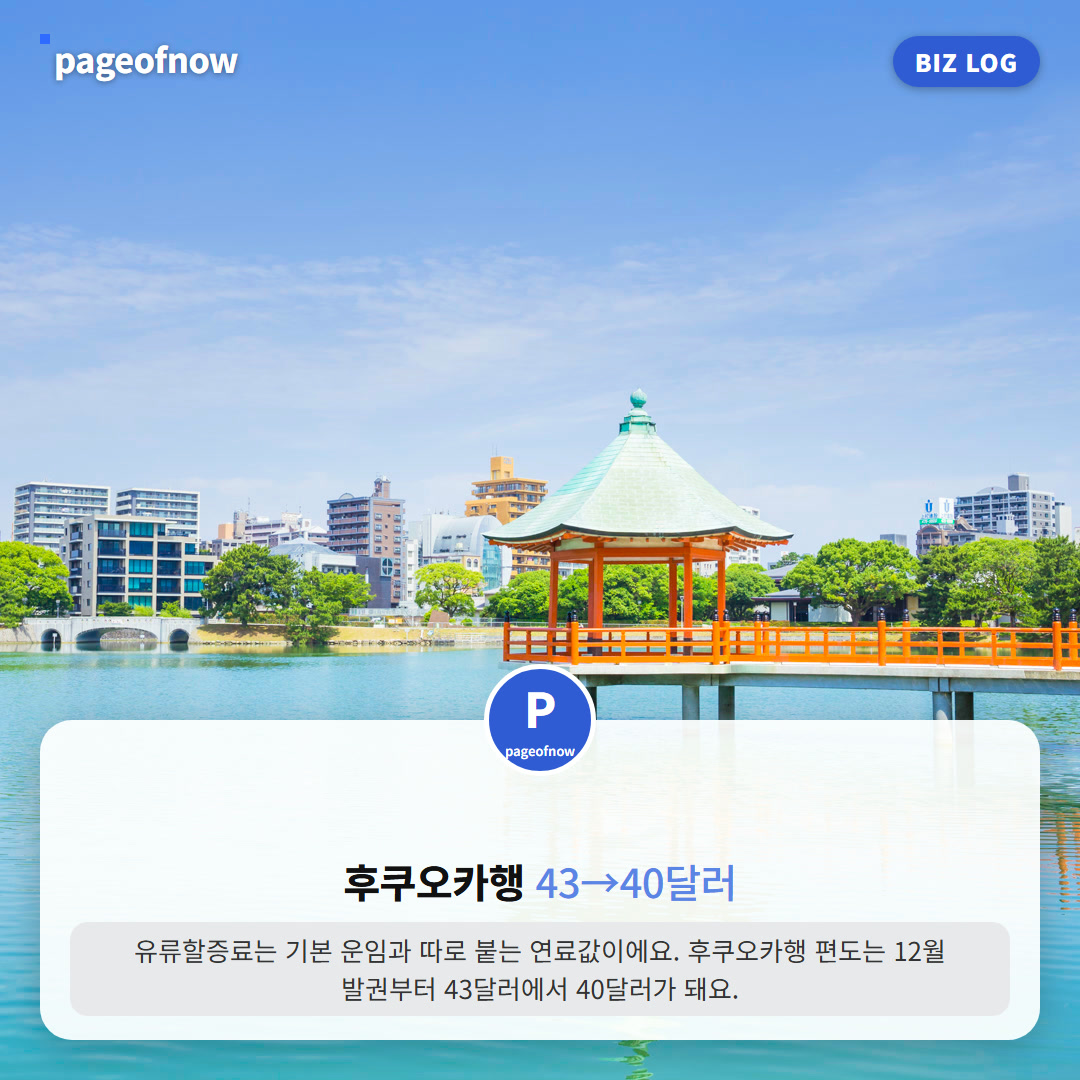 pageofnow
BIZ LOG
P
pageofnow
후쿠오카행 43→40달러
유류할증료는 기본 운임과 따로 붙는 연료값이에요. 후쿠오카행 편도는 12월
발권부터 43달러에서 40달러가 돼요.